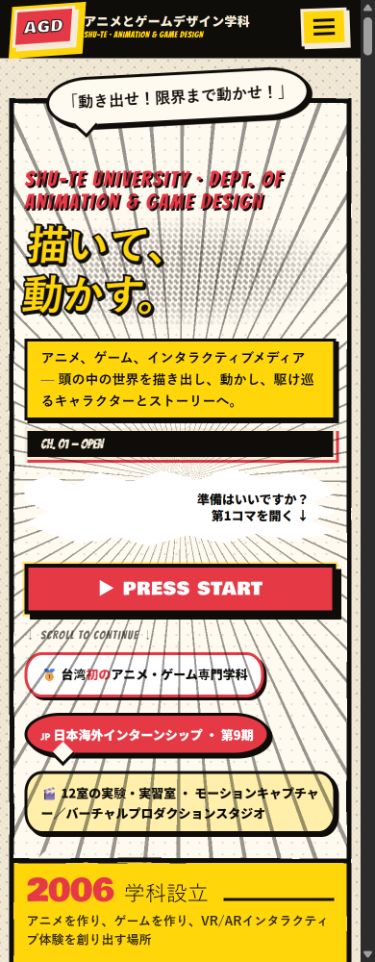 AGD
アニメとゲームデザイン学科
SHU-TE · ANIMATION & GAME DESIGN
「動き出せ！限界まで動かせ！」
SHU-TE UNIVERSITY · DEPT. OF
ANIMATION & GAME DESIGN
描いて、
動かす。
アニメ、ゲーム、インタラクティブメディア
— 頭の中の世界を描き出し、動かし、駆け巡
るキャラクターとストーリーへ。
CH. 01 — OPEN
準備はいいですか？
第1コマを開く ↓
▶ PRESS START
↓ SCROLL TO CONTINUE ↓
台湾初のアニメ・ゲーム専門学科
JP 日本海外インターンシップ · 第9期
12室の実験・実習室 · モーションキャプチャ
ー／バーチャルプロダクションスタジオ
2006 学科設立
アニメを作り、ゲームを作り、VR/ARインタラクティ
ブ体験を創り出す場所